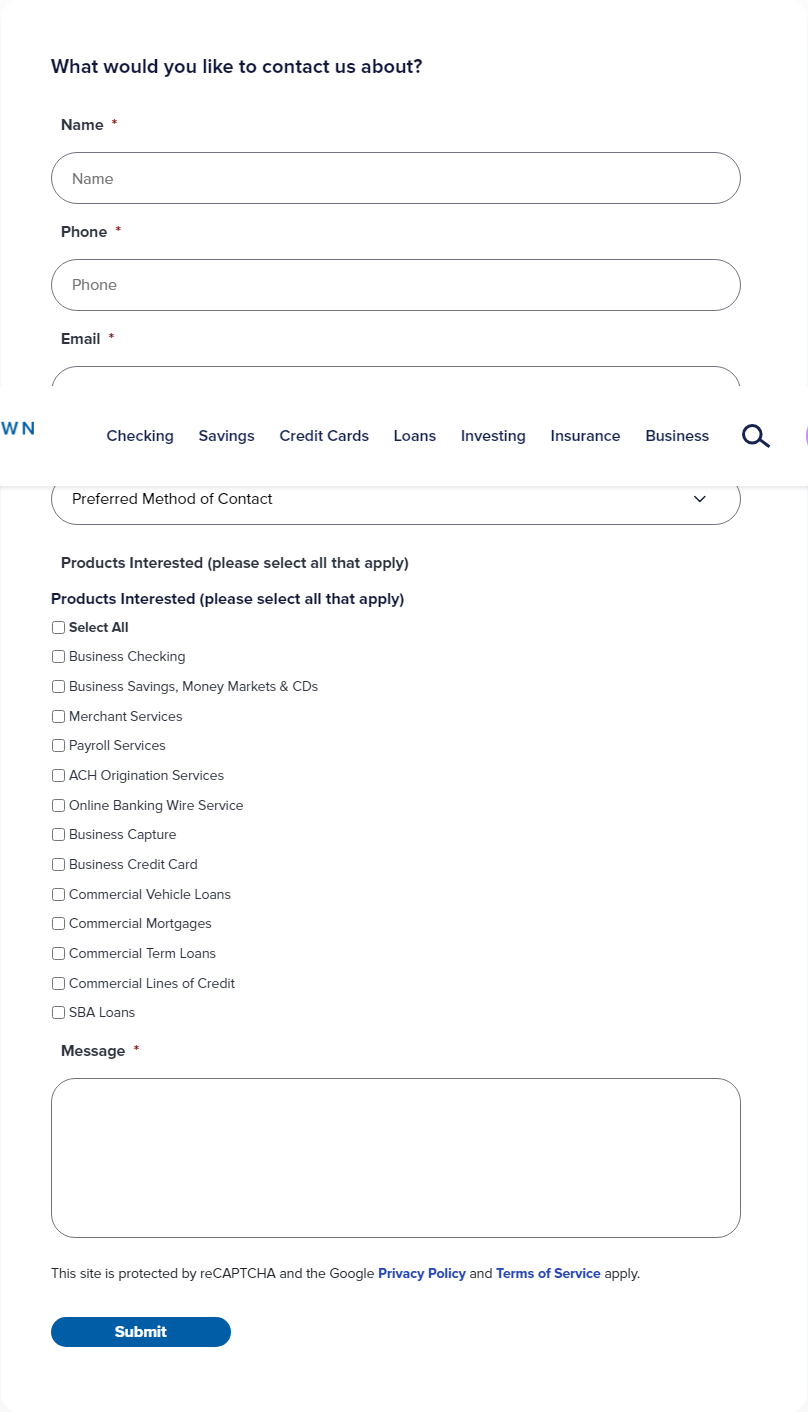 What would you like to contact us about?
Name *
Name
Phone *
Phone
Email *
WN Checking Savings Credit Cards Loans Investing Insurance Business
Preferred Method of Contact
Products Interested (please select all that apply)
Products Interested (please select all that apply)
Select All
Business Checking
Business Savings, Money Markets & CDs
Merchant Services
Payroll Services
ACH Origination Services
Online Banking Wire Service
Business Capture
Business Credit Card
Commercial Vehicle Loans
Commercial Mortgages
Commercial Term Loans
Commercial Lines of Credit
SBA Loans
Message *
This site is protected by reCAPTCHA and the Google Privacy Policy and Terms of Service apply.
Submit